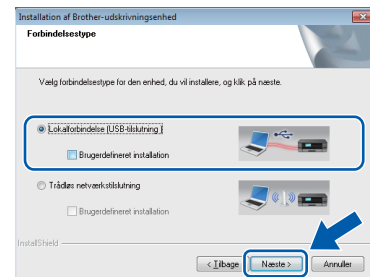 Installation af Brother-udskrivningsenhed
Forbindelsestype
Vælg forbindelsestype for den enhed, du vil installere, og klik på næste.
Lokalforbindelse (USB-tilslutning )
Brugerdefineret installation
Trådløs netværkstilslutning
Brugerdefineret installation
InstallShield
< Tilbage Næste > Annuller